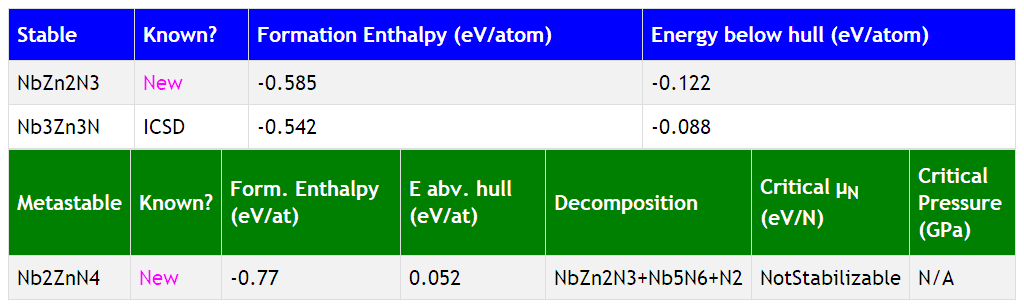 Stable Known? Formation Enthalpy (eV/atom) Energy below hull (eV/atom)
NbZn2N3 New -0.585 -0.122
Nb3Zn3N ICSD -0.542 -0.088
Metastable Known? Form. Enthalpy (eV/at) E abv. hull (eV/at) Decomposition Critical μN (eV/N) Critical Pressure (GPa)
Nb2ZnN4 New -0.77 0.052 NbZn2N3+Nb5N6+N2 NotStabilizable N/A